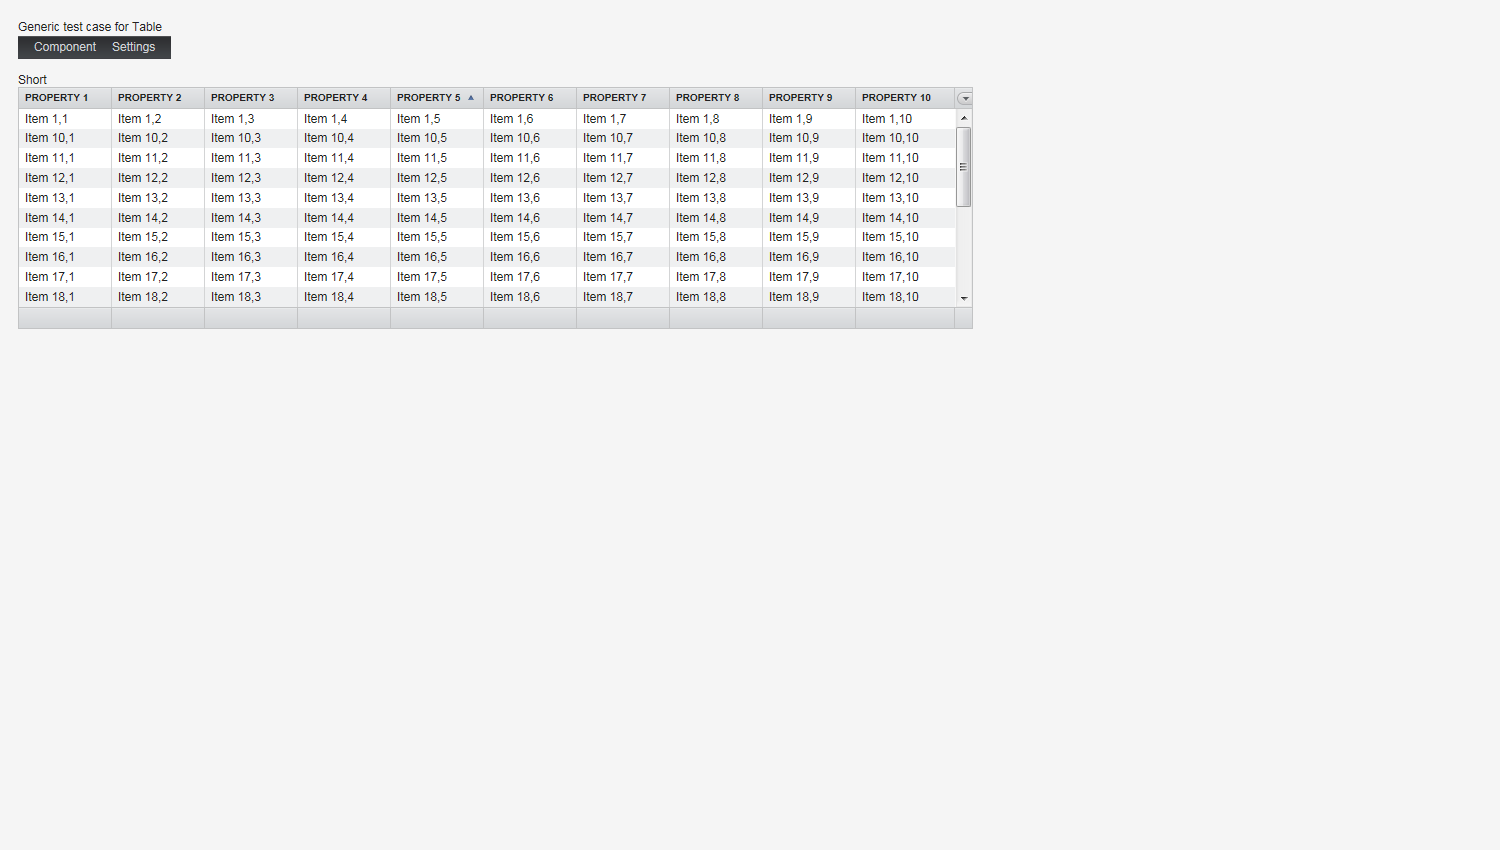 Generic test case for Table
Component Settings
Short
PROPERTY 1 PROPERTY 2 PROPERTY 3 PROPERTY 4 PROPERTY 5 PROPERTY 6 PROPERTY 7 PROPERTY 8 PROPERTY 9 PROPERTY 10
Item 1,1 Item 1,2 Item 1,3 Item 1,4 Item 1,5 Item 1,6 Item 1,7 Item 1,8 Item 1,9 Item 1,10
Item 10,1 Item 10,2 Item 10,3 Item 10,4 Item 10,5 Item 10,6 Item 10,7 Item 10,8 Item 10,9 Item 10,10
Item 11,1 Item 11,2 Item 11,3 Item 11,4 Item 11,5 Item 11,6 Item 11,7 Item 11,8 Item 11,9 Item 11,10
Item 12,1 Item 12,2 Item 12,3 Item 12,4 Item 12,5 Item 12,6 Item 12,7 Item 12,8 Item 12,9 Item 12,10
Item 13,1 Item 13,2 Item 13,3 Item 13,4 Item 13,5 Item 13,6 Item 13,7 Item 13,8 Item 13,9 Item 13,10
Item 14,1 Item 14,2 Item 14,3 Item 14,4 Item 14,5 Item 14,6 Item 14,7 Item 14,8 Item 14,9 Item 14,10
Item 15,1 Item 15,2 Item 15,3 Item 15,4 Item 15,5 Item 15,6 Item 15,7 Item 15,8 Item 15,9 Item 15,10
Item 16,1 Item 16,2 Item 16,3 Item 16,4 Item 16,5 Item 16,6 Item 16,7 Item 16,8 Item 16,9 Item 16,10
Item 17,1 Item 17,2 Item 17,3 Item 17,4 Item 17,5 Item 17,6 Item 17,7 Item 17,8 Item 17,9 Item 17,10
Item 18,1 Item 18,2 Item 18,3 Item 18,4 Item 18,5 Item 18,6 Item 18,7 Item 18,8 Item 18,9 Item 18,10